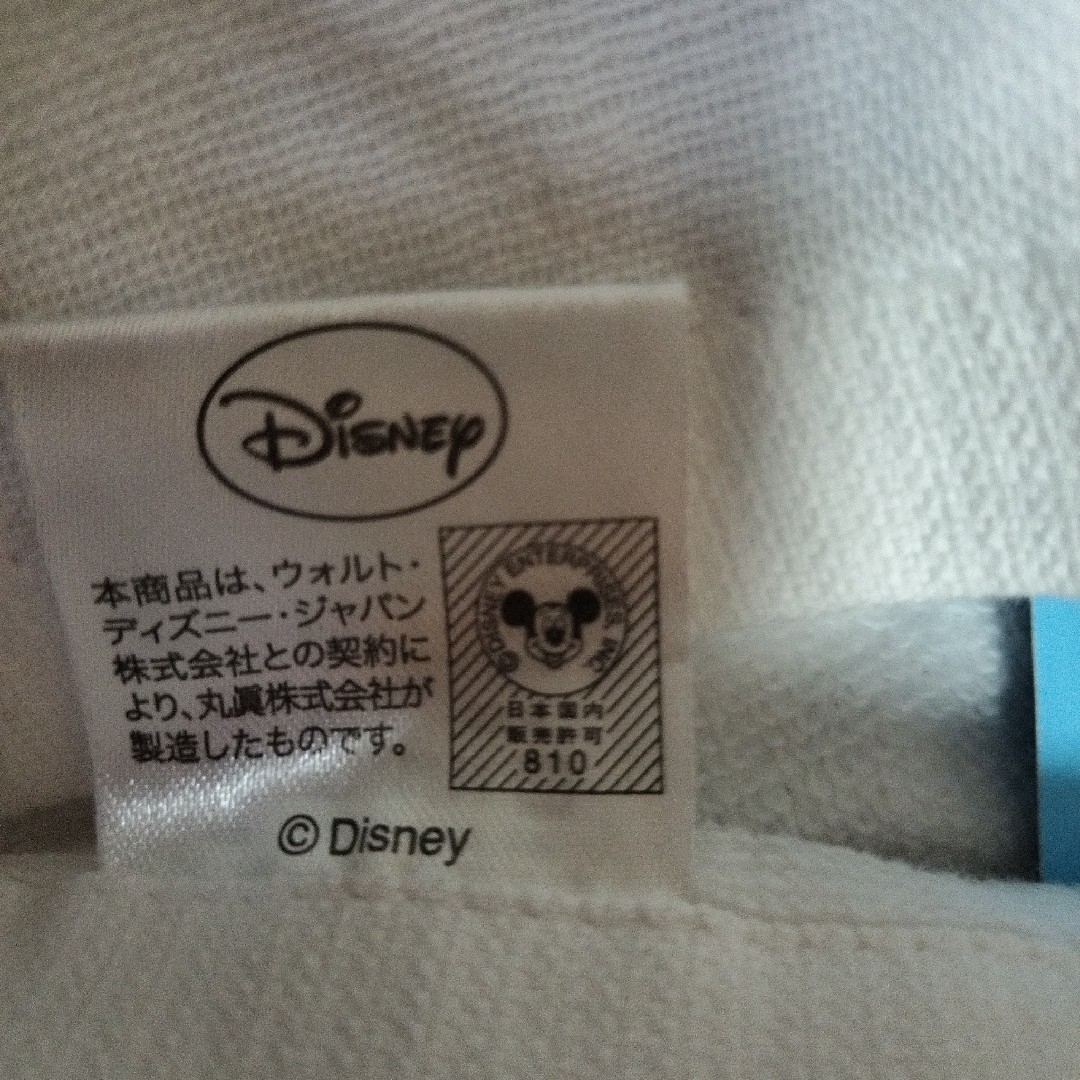 Disney
本商品は、ウォルト・
ディズニー・ジャパン
株式会社との契約に
より、丸眞株式会社が
製造したものです。
©DISNEY ENTERPRISES, INC.
日本国内
販売許可
810
© Disney